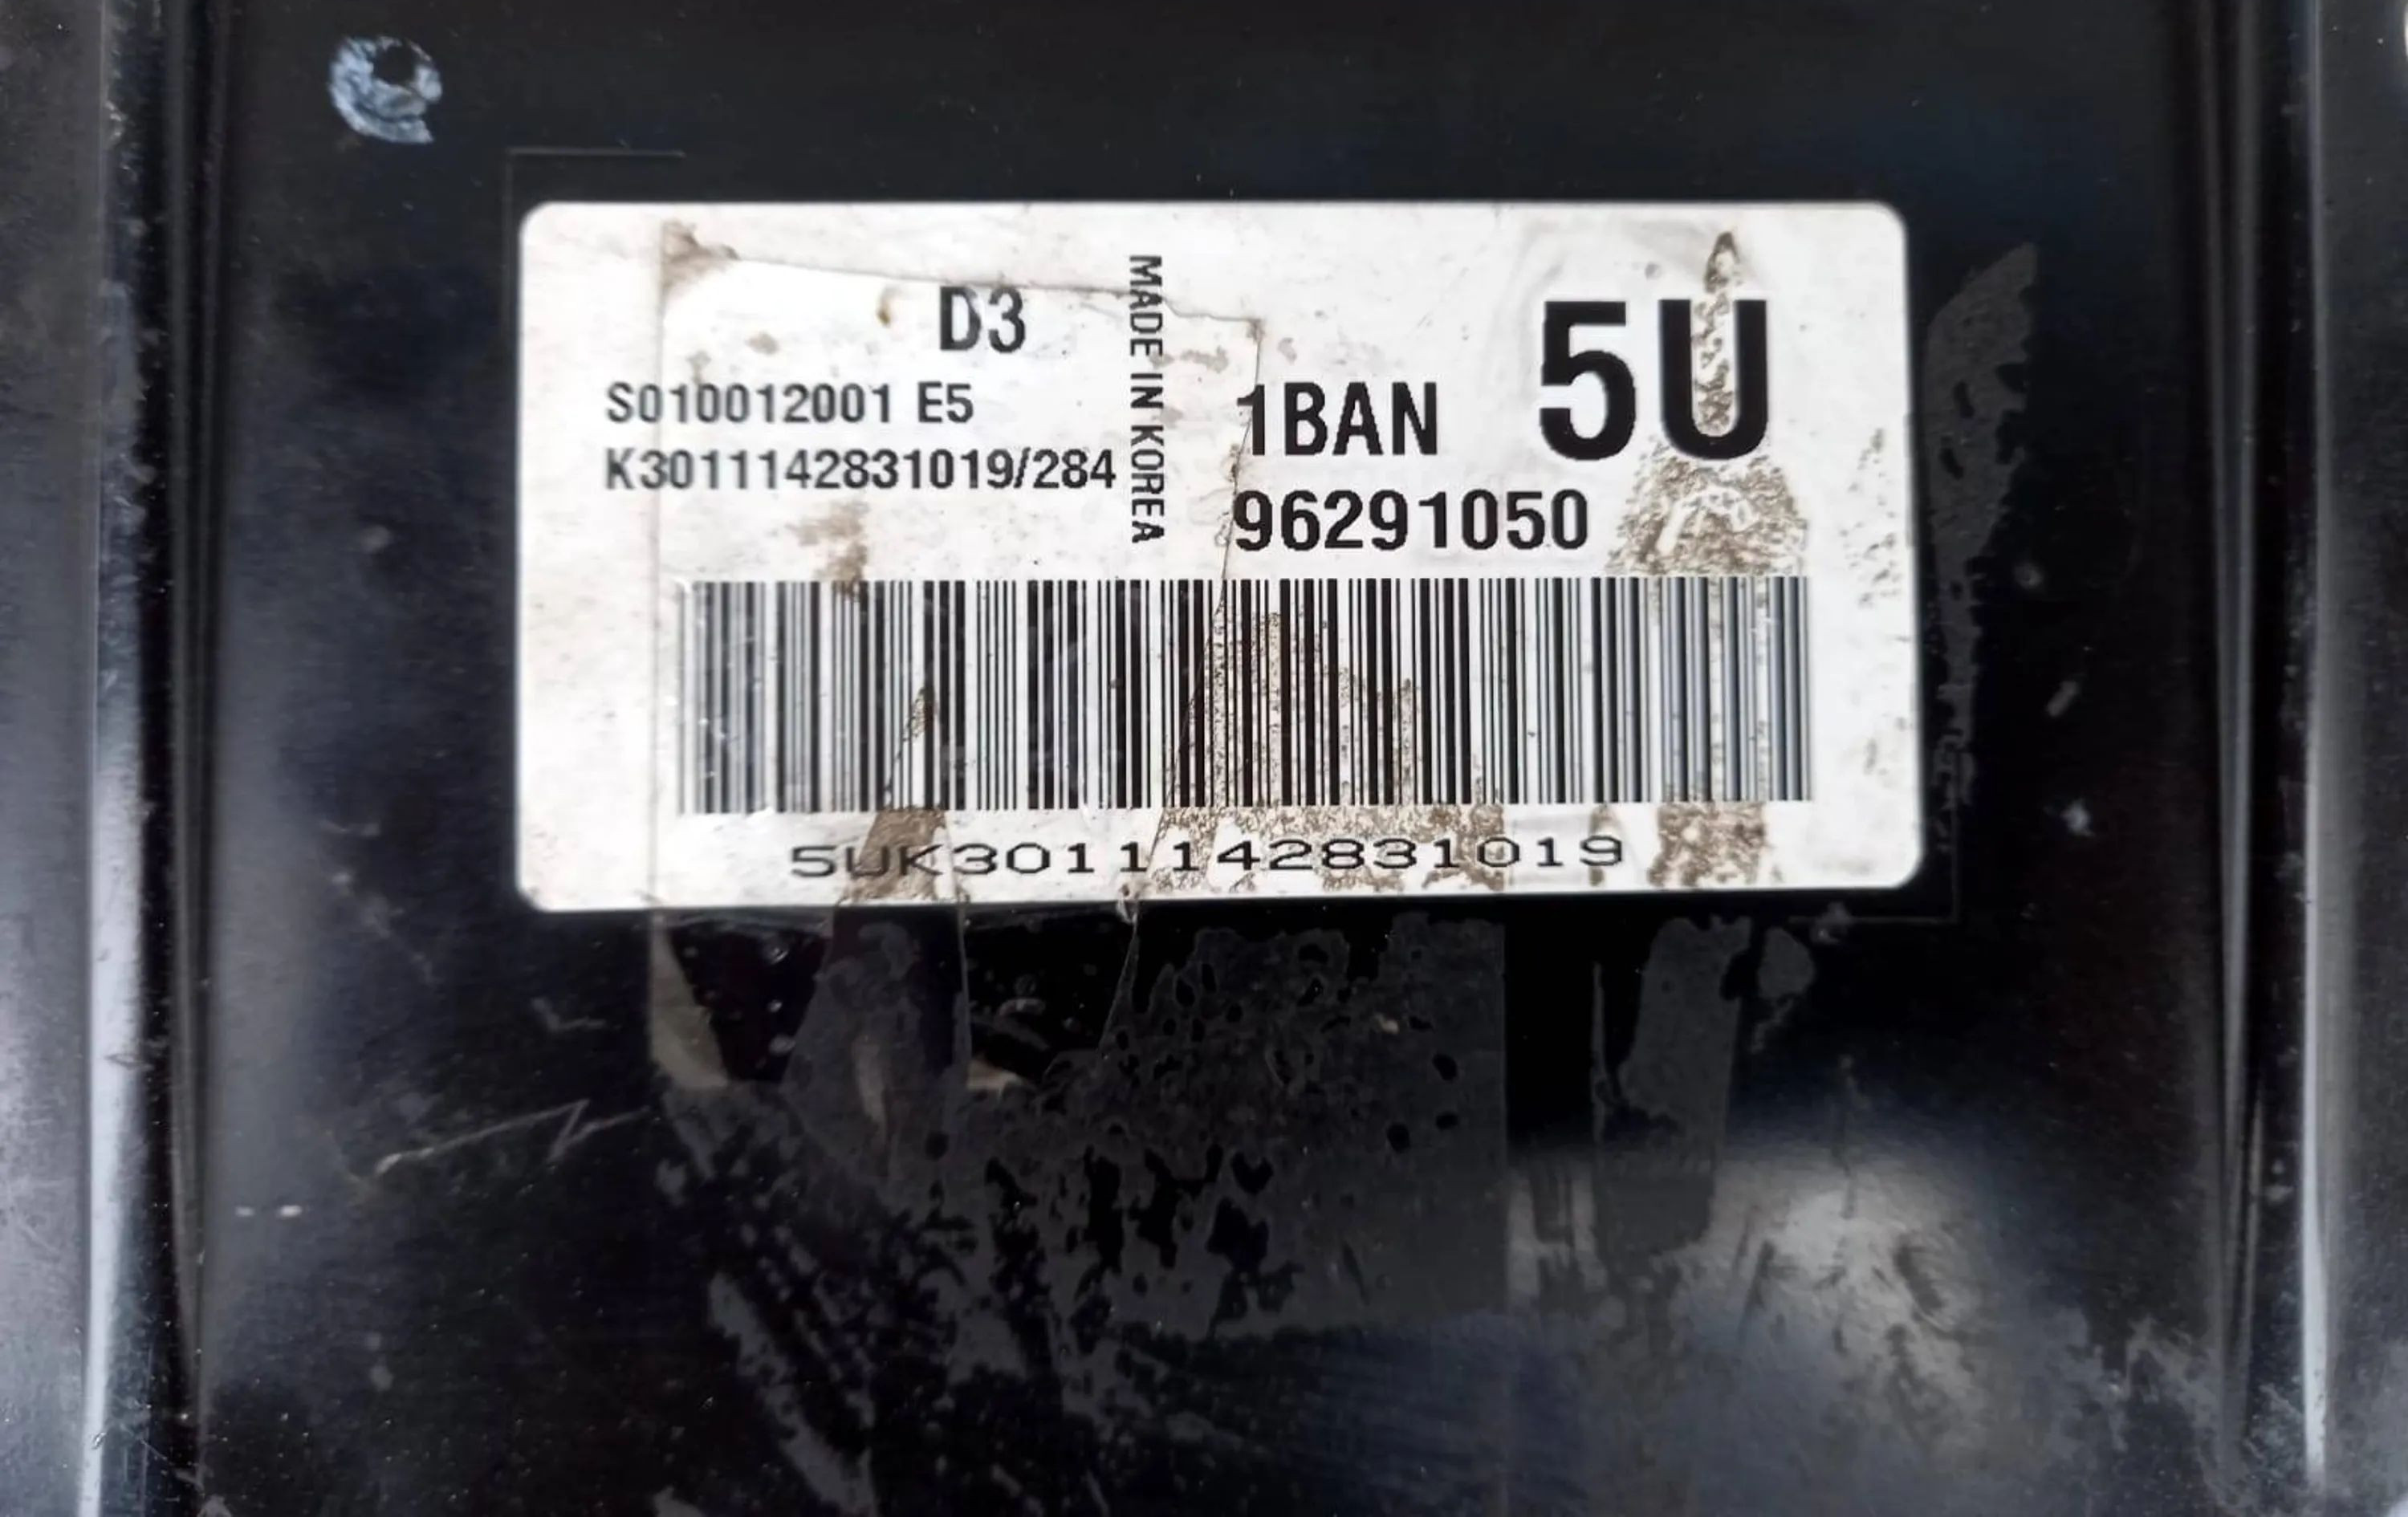 D3
S010012001 E5
K3011142831019/284
MADE IN KOREA
1BAN
5U
96291050
5UK3011142831019